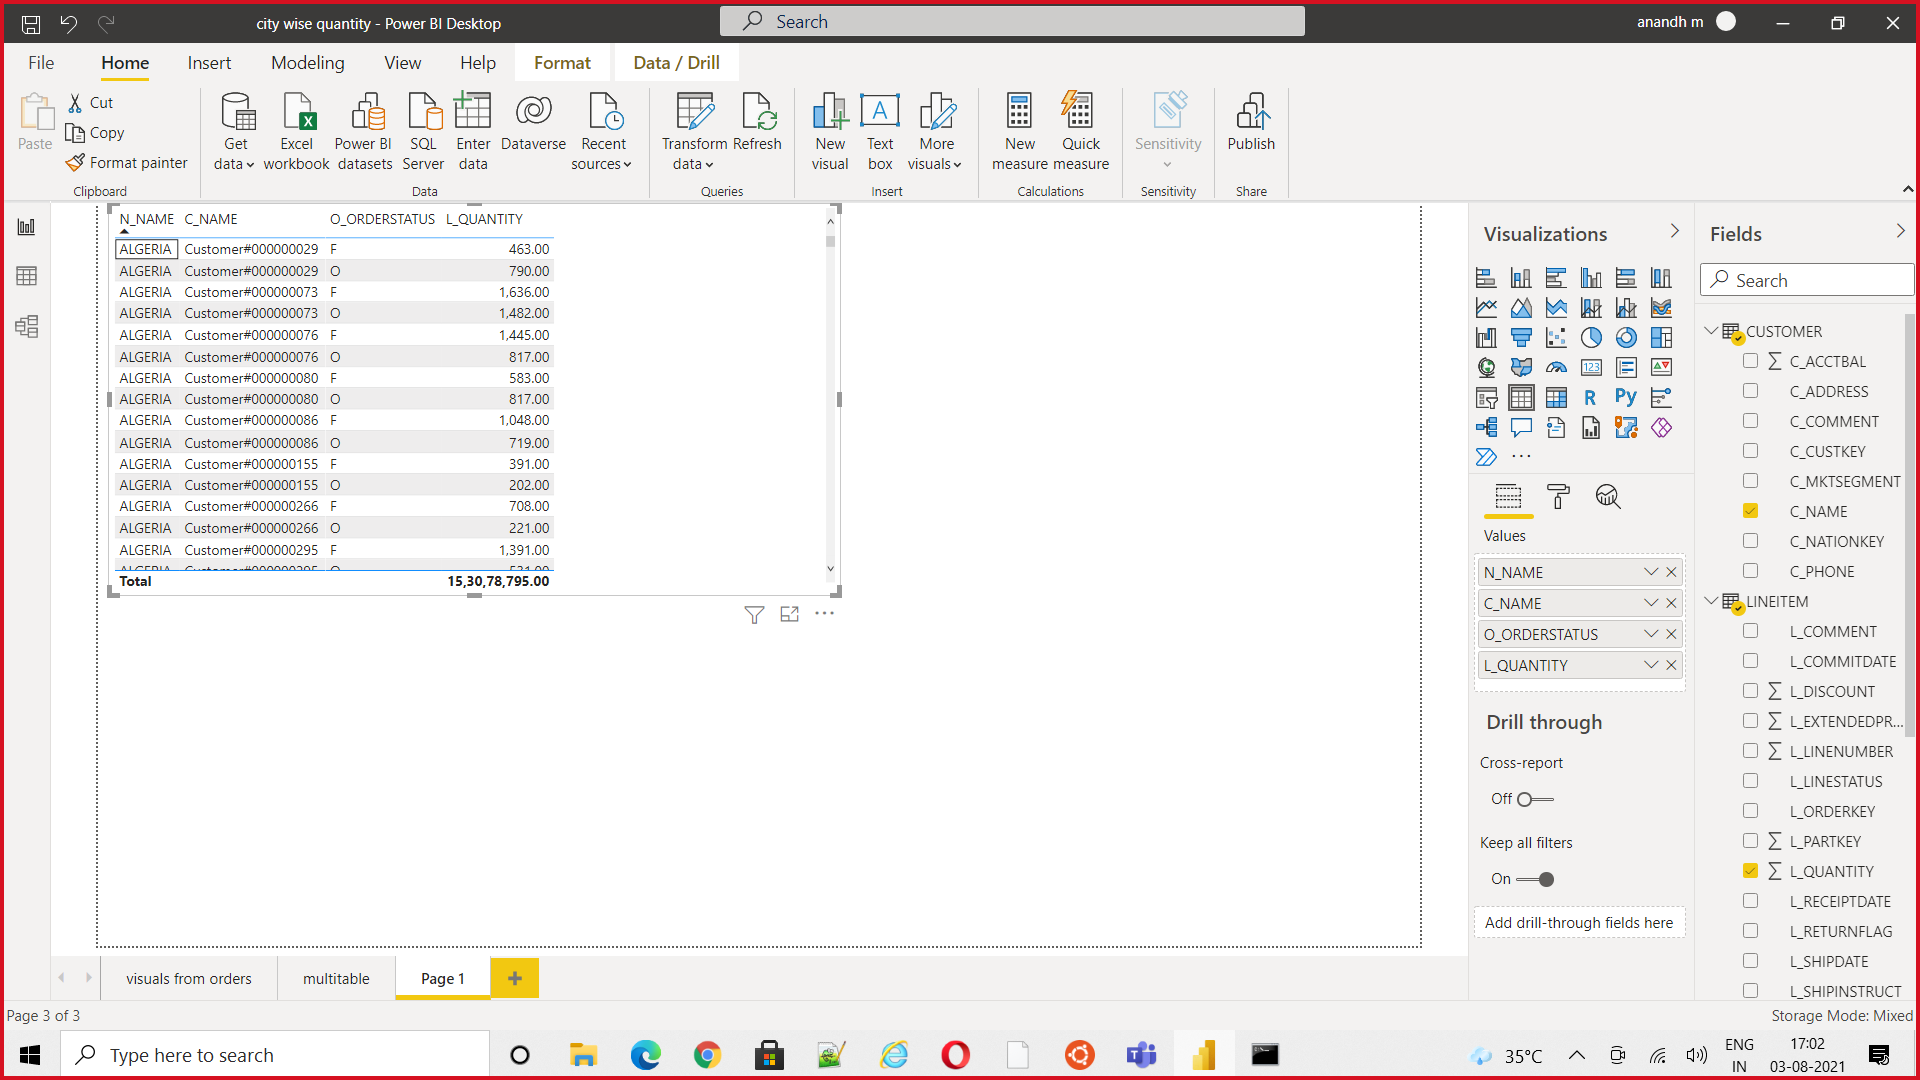 city wise quantity - Power BI Desktop
Search
anandh m
File Home Insert Modeling View Help Format Data / Drill
Paste
Cut
Copy
Format painter
Clipboard
Get data
Excel workbook
Power BI datasets
SQL Server
Enter data
Dataverse
Recent sources
Data
Transform data
Refresh
Queries
New visual
Text box
More visuals
Insert
New measure
Quick measure
Calculations
Sensitivity
Sensitivity
Publish
Share
N_NAME C_NAME O_ORDERSTATUS L_QUANTITY
ALGERIA Customer#000000029 F 463.00
ALGERIA Customer#000000029 O 790.00
ALGERIA Customer#000000073 F 1,636.00
ALGERIA Customer#000000073 O 1,482.00
ALGERIA Customer#000000076 F 1,445.00
ALGERIA Customer#000000076 O 817.00
ALGERIA Customer#000000080 F 583.00
ALGERIA Customer#000000080 O 817.00
ALGERIA Customer#000000086 F 1,048.00
ALGERIA Customer#000000086 O 719.00
ALGERIA Customer#000000155 F 391.00
ALGERIA Customer#000000155 O 202.00
ALGERIA Customer#000000266 F 708.00
ALGERIA Customer#000000266 O 221.00
ALGERIA Customer#000000295 F 1,391.00
ALGERIA Customer#000000295 O 531.00
Total 15,30,78,795.00
Visualizations
123
R
Py
Values
N_NAME
C_NAME
O_ORDERSTATUS
L_QUANTITY
Drill through
Cross-report
Off
Keep all filters
On
Add drill-through fields here
Fields
Search
CUSTOMER
C_ACCTBAL
C_ADDRESS
C_COMMENT
C_CUSTKEY
C_MKTSEGMENT
C_NAME
C_NATIONKEY
C_PHONE
LINEITEM
L_COMMENT
L_COMMITDATE
L_DISCOUNT
L_EXTENDEDPR...
L_LINENUMBER
L_LINESTATUS
L_ORDERKEY
L_PARTKEY
L_QUANTITY
L_RECEIPTDATE
L_RETURNFLAG
L_SHIPDATE
L_SHIPINSTRUCT
visuals from orders
multitable
Page 1
Page 3 of 3
Storage Mode: Mixed
Type here to search
35°C
ENG
IN
17:02
03-08-2021